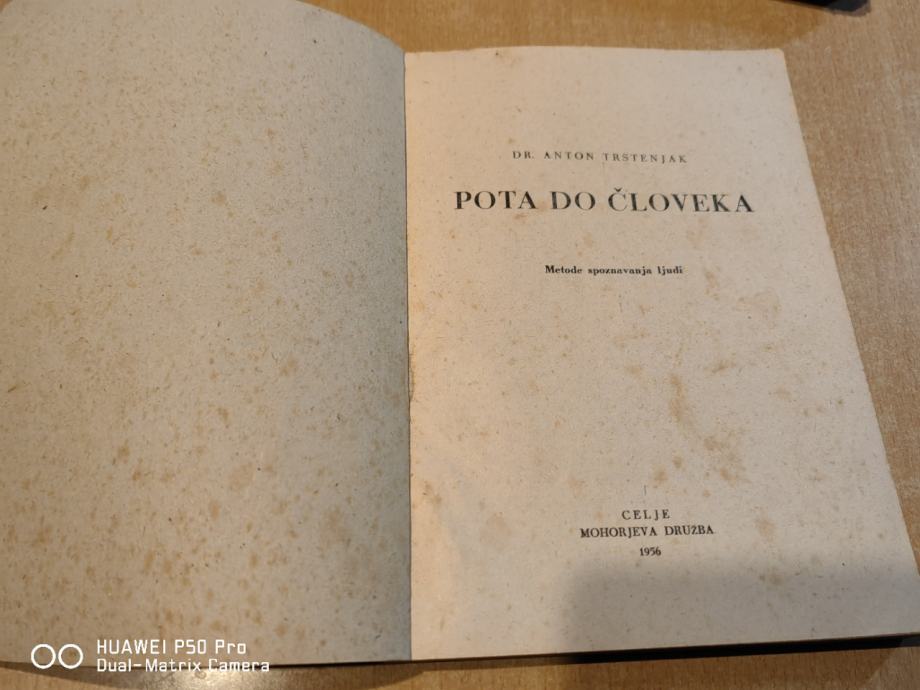 DR. ANTON TRSTENJAK
POTA DO ČLOVEKA
Metode spoznavanja ljudi
CELJE
MOHORJEVA DRUŽBA
1956
HUAWEI P50 Pro
Dual-Matrix Camera